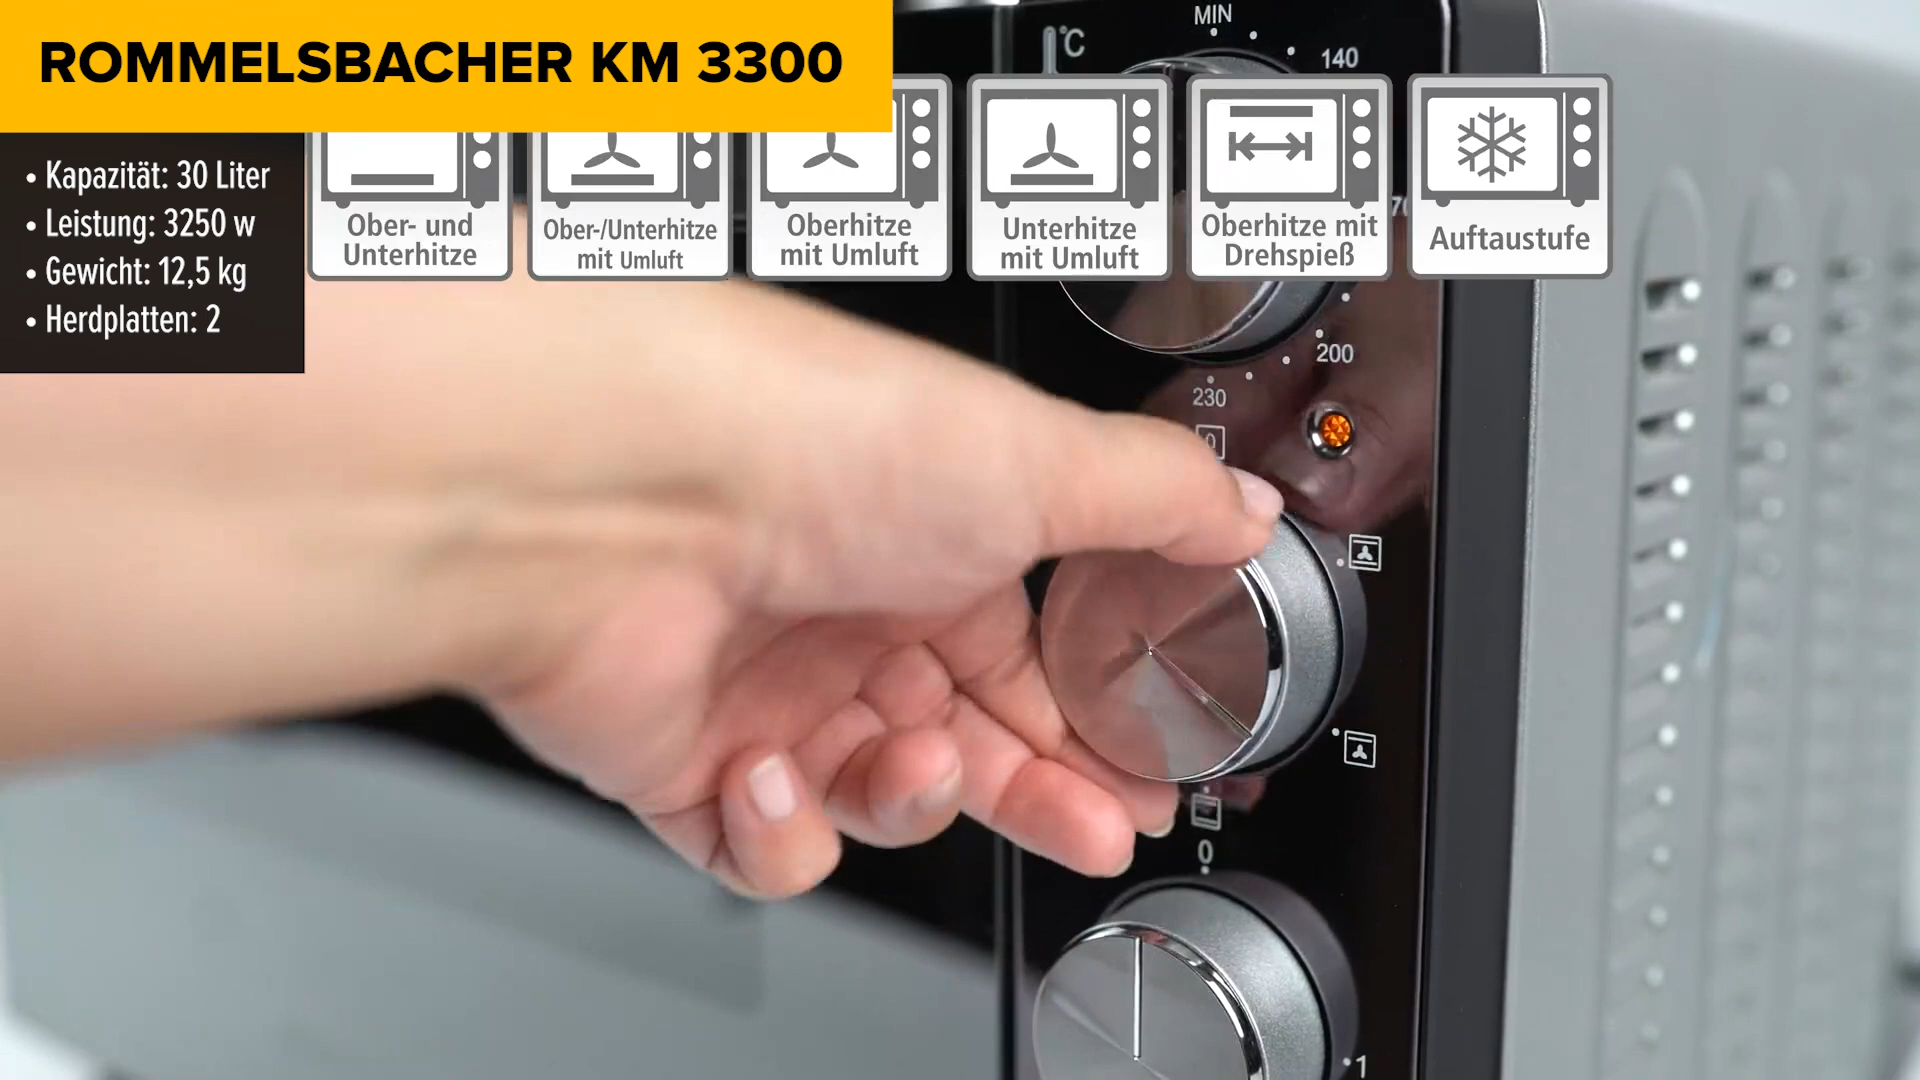 ROMMELSBACHER KM 3300
• Kapazität: 30 Liter
• Leistung: 3250 w
• Gewicht: 12,5 kg
• Herdplatten: 2
Ober- und
Unterhitze
Ober-/Unterhitze
mit Umluft
Oberhitze
mit Umluft
Unterhitze
mit Umluft
Oberhitze mit
Drehspieß
Auftaustufe
°C
MIN
140
200
230
0
0
1